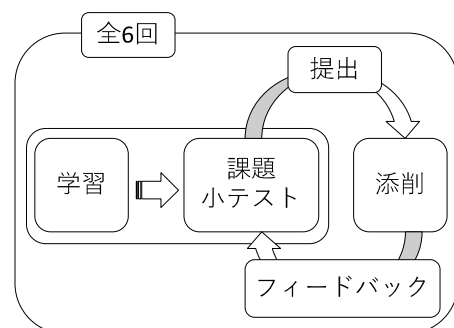 全6回
提出
学習
課題
小テスト
添削
フィードバック